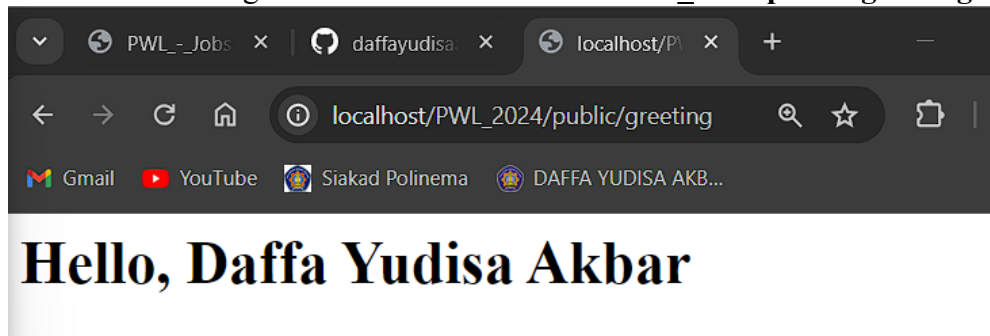 PWL_-_Jobs
daffayudisa
localhost/P
localhost/PWL_2024/public/greeting
Gmail YouTube Siakad Polinema DAFFA YUDISA AKB...
Hello, Daffa Yudisa Akbar